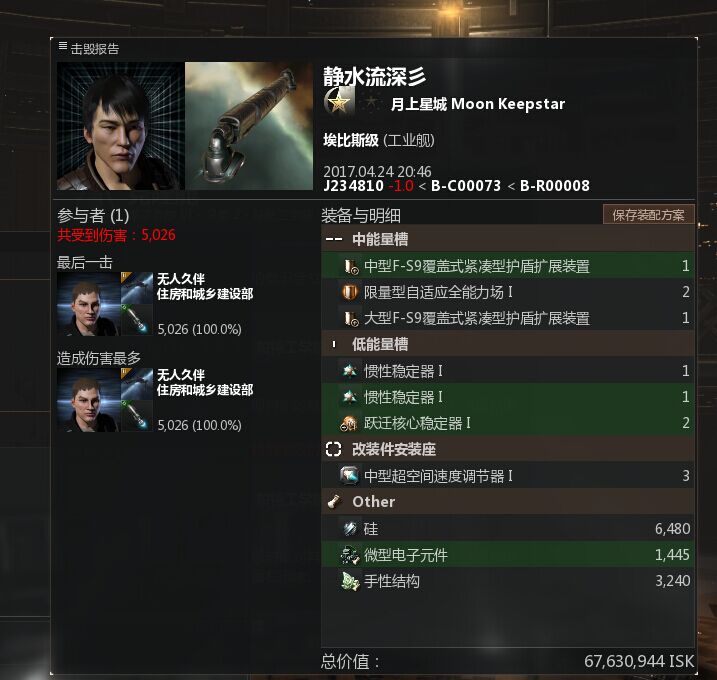 击毁报告
静水流深彡
月上星城 Moon Keepstar
埃比斯级 (工业舰)
2017.04.24 20:46
J234810 -1.0 < B-C00073 < B-R00008
参与者 (1)
共受到伤害：5,026
最后一击
无人久伴
住房和城乡建设部
5,026 (100.0%)
造成伤害最多
无人久伴
住房和城乡建设部
5,026 (100.0%)
装备与明细
保存装配方案
中能量槽
中型F-S9覆盖式紧凑型护盾扩展装置 1
限量型自适应全能力场 I 2
大型F-S9覆盖式紧凑型护盾扩展装置 1
低能量槽
惯性稳定器 I 1
惯性稳定器 I 1
跃迁核心稳定器 I 2
改装件安装座
中型超空间速度调节器 I 3
Other
硅 6,480
微型电子元件 1,445
手性结构 3,240
总价值： 67,630,944 ISK